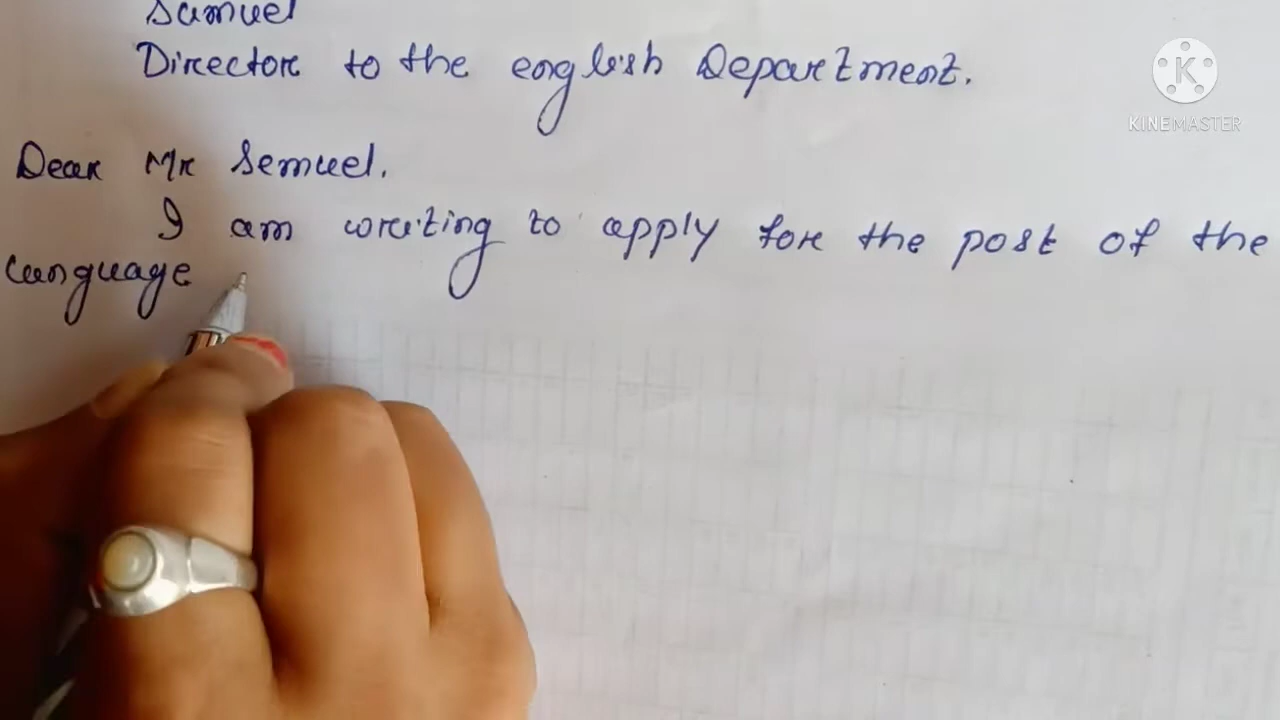 Samuel
Director to the english Department.
KINEMASTER
Dear Mr Semuel.
I am writing to apply for the post of the
language